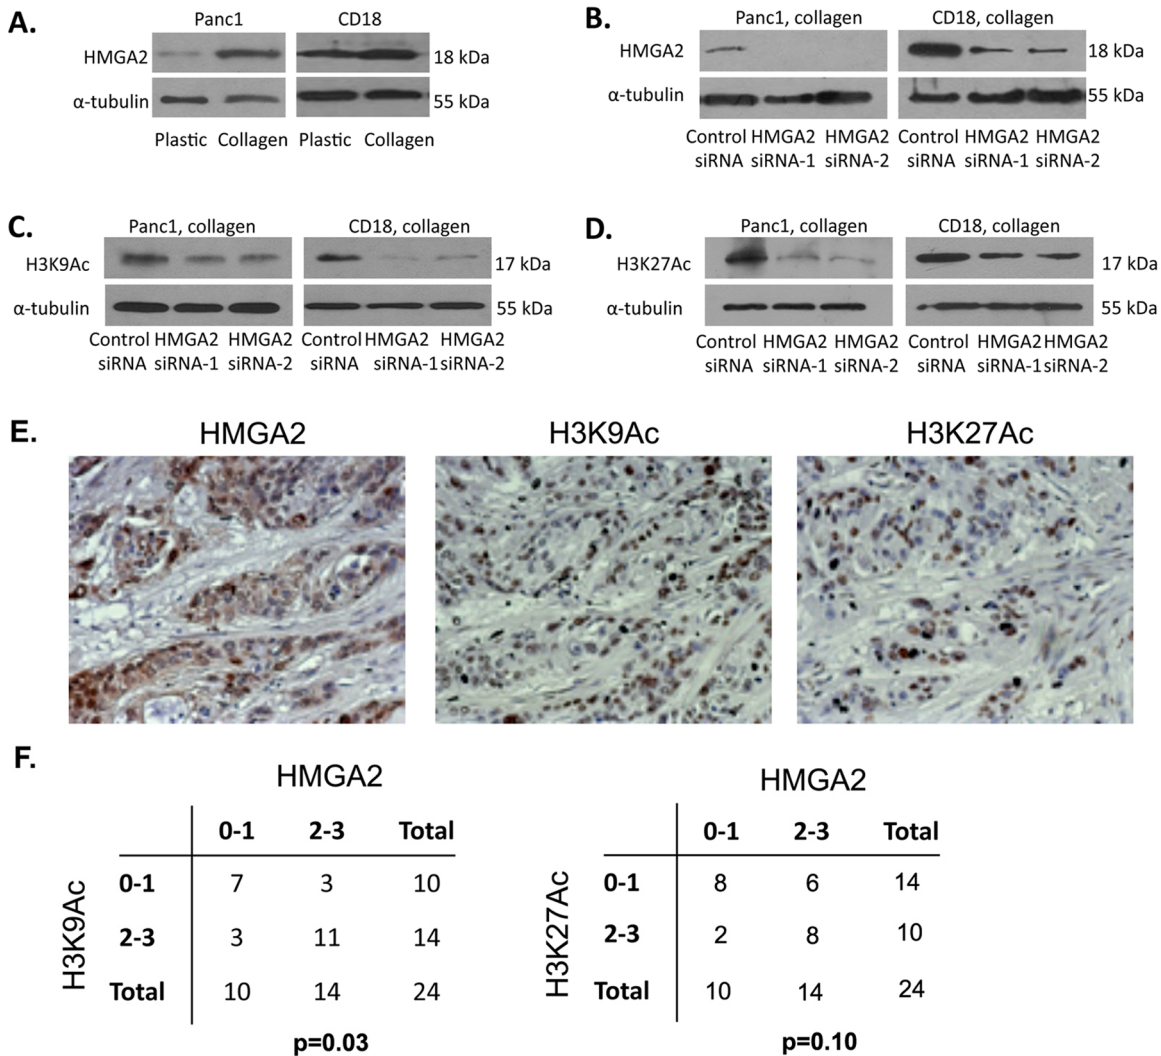 A.
Panc1 CD18
HMGA2 18 kDa
α-tubulin 55 kDa
Plastic Collagen Plastic Collagen
B.
Panc1, collagen CD18, collagen
HMGA2 18 kDa
α-tubulin 55 kDa
Control HMGA2 HMGA2 Control HMGA2 HMGA2
siRNA siRNA-1 siRNA-2 siRNA siRNA-1 siRNA-2
C.
Panc1, collagen CD18, collagen
H3K9Ac 17 kDa
α-tubulin 55 kDa
Control HMGA2 HMGA2 Control HMGA2 HMGA2
siRNA siRNA-1 siRNA-2 siRNA siRNA-1 siRNA-2
D.
Panc1, collagen CD18, collagen
H3K27Ac 17 kDa
α-tubulin 55 kDa
Control HMGA2 HMGA2 Control HMGA2 HMGA2
siRNA siRNA-1 siRNA-2 siRNA siRNA-1 siRNA-2
E.
HMGA2 H3K9Ac H3K27Ac
F.
HMGA2
0-1 2-3 Total
H3K9Ac
0-1 7 3 10
2-3 3 11 14
Total 10 14 24
p=0.03
HMGA2
0-1 2-3 Total
H3K27Ac
0-1 8 6 14
2-3 2 8 10
Total 10 14 24
p=0.10